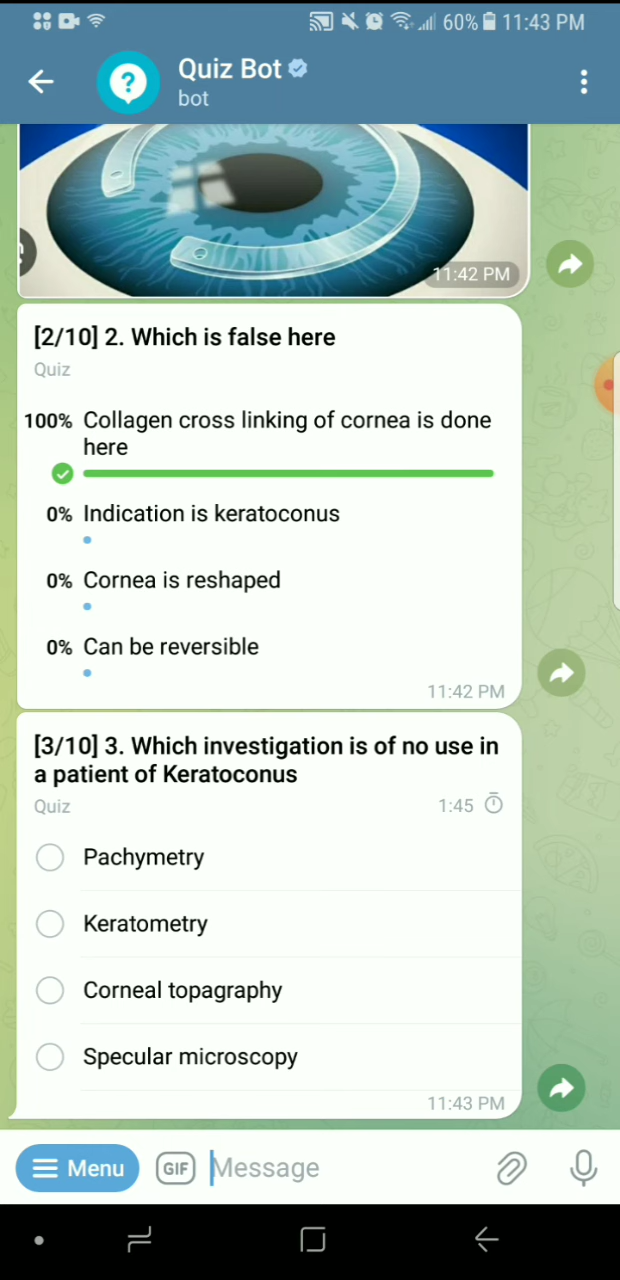 60% 11:43 PM
Quiz Bot
bot
11:42 PM
[2/10] 2. Which is false here
Quiz
100% Collagen cross linking of cornea is done
here
0% Indication is keratoconus
0% Cornea is reshaped
0% Can be reversible
11:42 PM
[3/10] 3. Which investigation is of no use in
a patient of Keratoconus
Quiz
1:45
Pachymetry
Keratometry
Corneal topagraphy
Specular microscopy
11:43 PM
Menu
GIF
Message